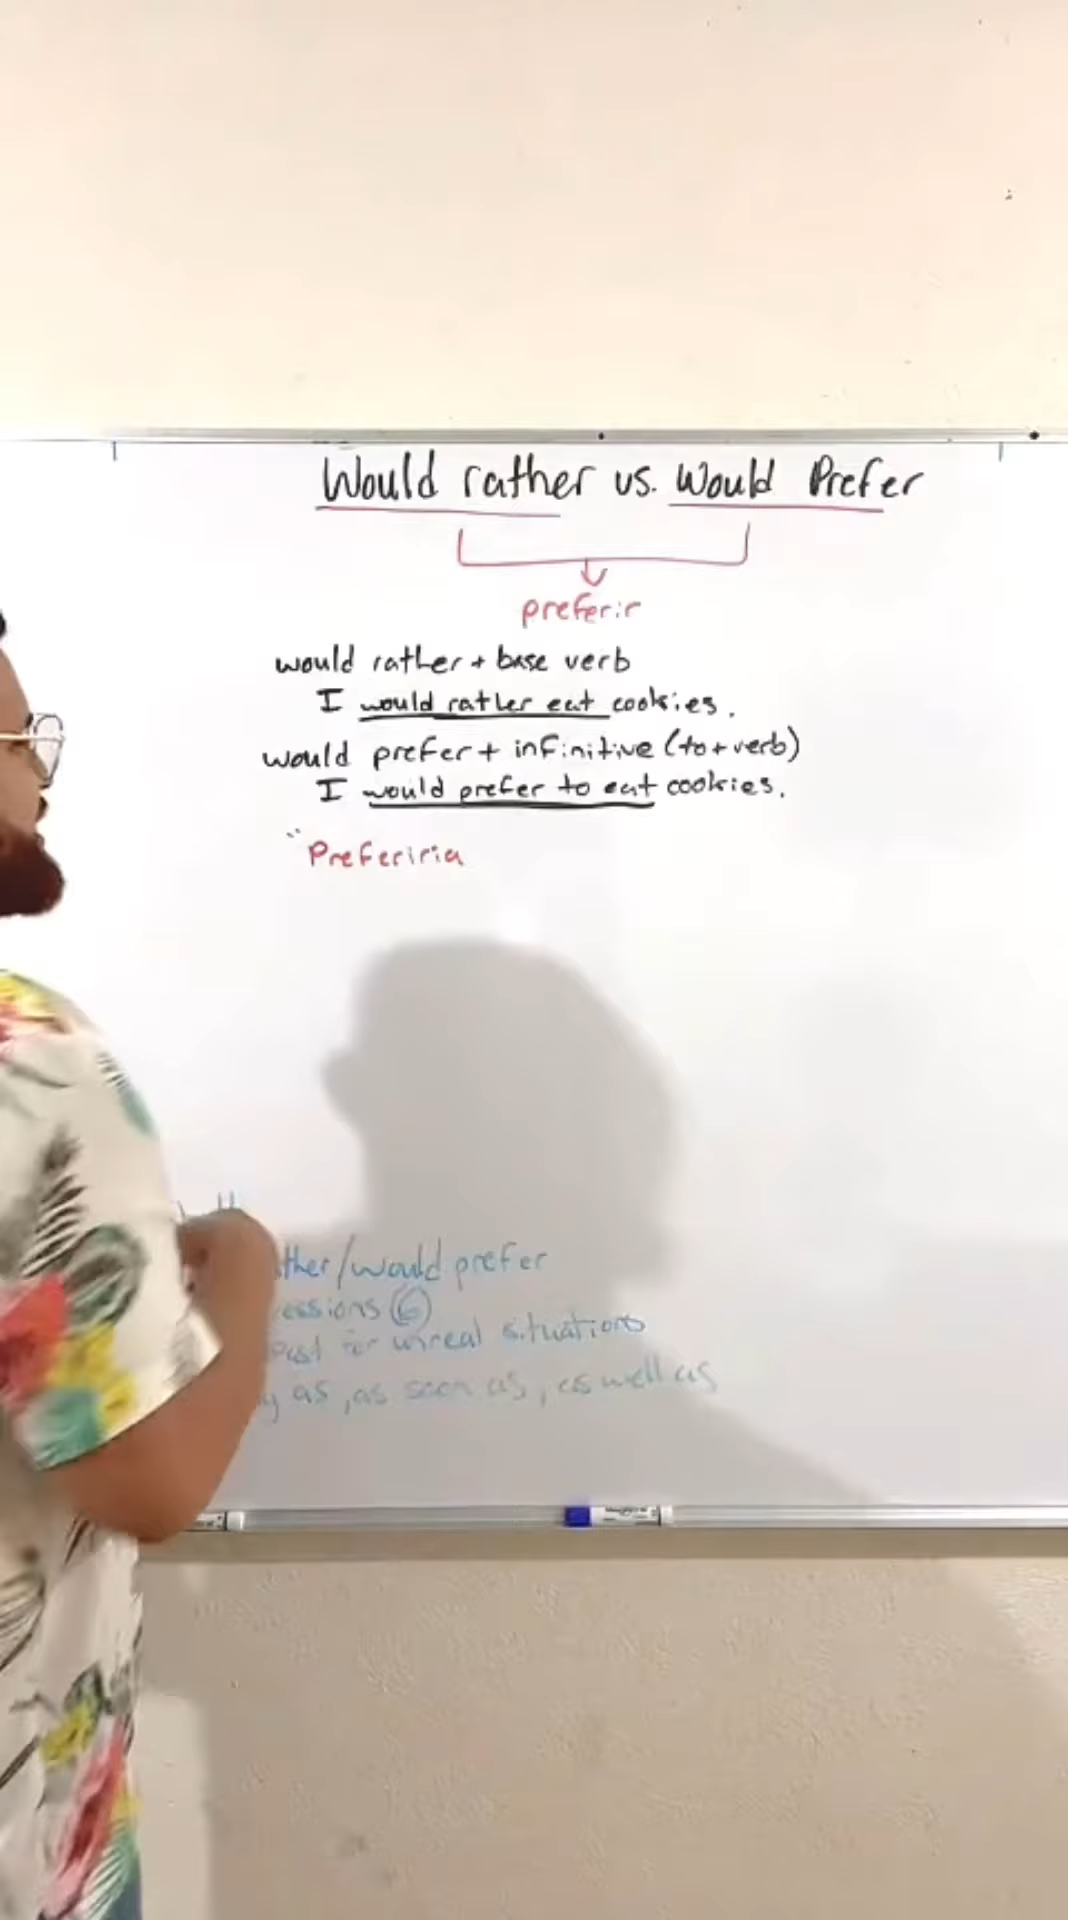 Would rather vs. Would Prefer
preferir
would rather + base verb
I would rather eat cookies.
would prefer + infinitive (to+verb)
I would prefer to eat cookies.
Preferiria
ther/would prefer
essions 6
for unreal situations
as, as soon as, as well as